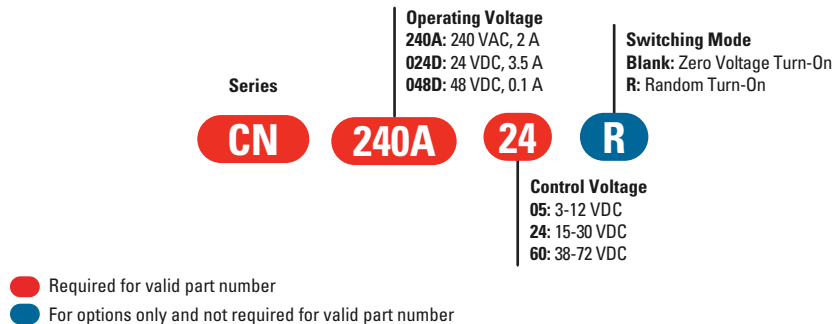 Operating Voltage
240A: 240 VAC, 2 A
024D: 24 VDC, 3.5 A
048D: 48 VDC, 0.1 A
Switching Mode
Blank: Zero Voltage Turn-On
R: Random Turn-On
Series
CN 240A 24 R
Control Voltage
05: 3-12 VDC
24: 15-30 VDC
60: 38-72 VDC
Required for valid part number
For options only and not required for valid part number